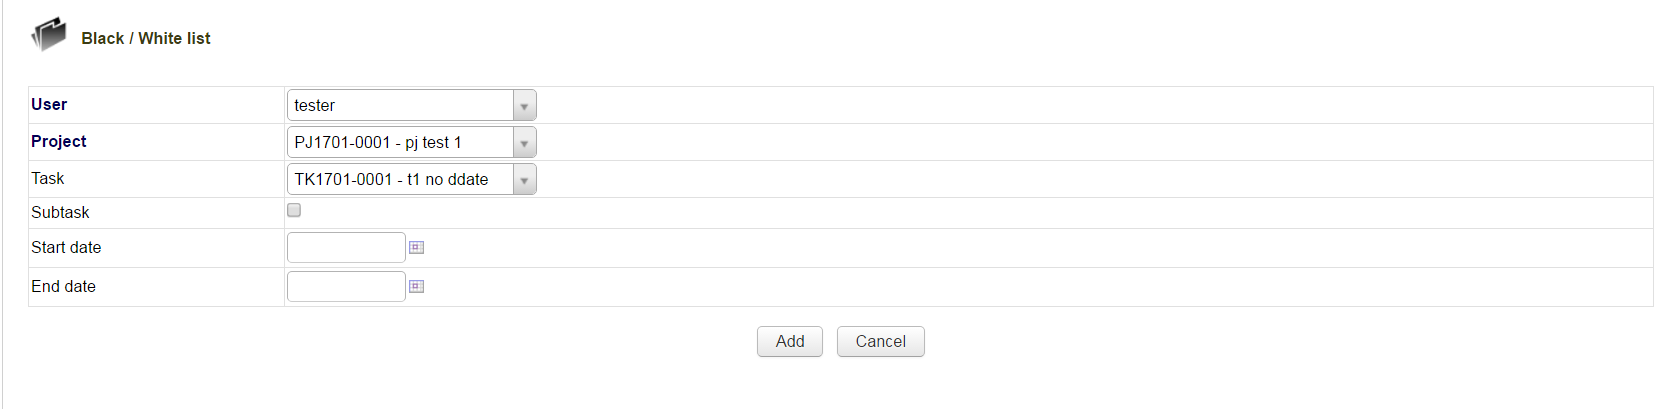 Black / White list
User tester
Project PJ1701-0001 - pj test 1
Task TK1701-0001 - t1 no ddate
Subtask
Start date
End date
Add Cancel